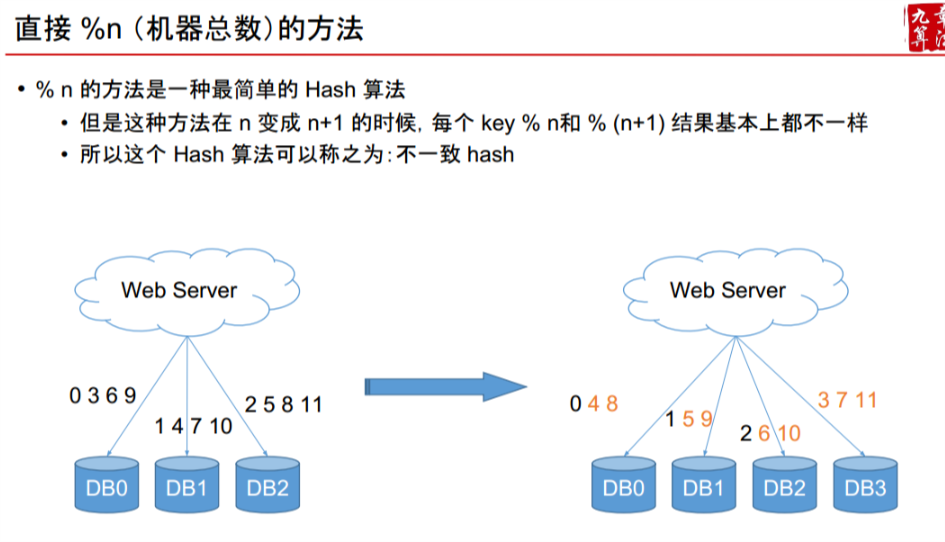 直接 %n（机器总数）的方法
九章
算法
• % n 的方法是一种最简单的 Hash 算法
• 但是这种方法在 n 变成 n+1 的时候，每个 key % n和 % (n+1) 结果基本上都不一样
• 所以这个 Hash 算法可以称之为：不一致 hash
Web Server
0 3 6 9
1 4 7 10
2 5 8 11
DB0
DB1
DB2
Web Server
0 4 8
1 5 9
2 6 10
3 7 11
DB0
DB1
DB2
DB3